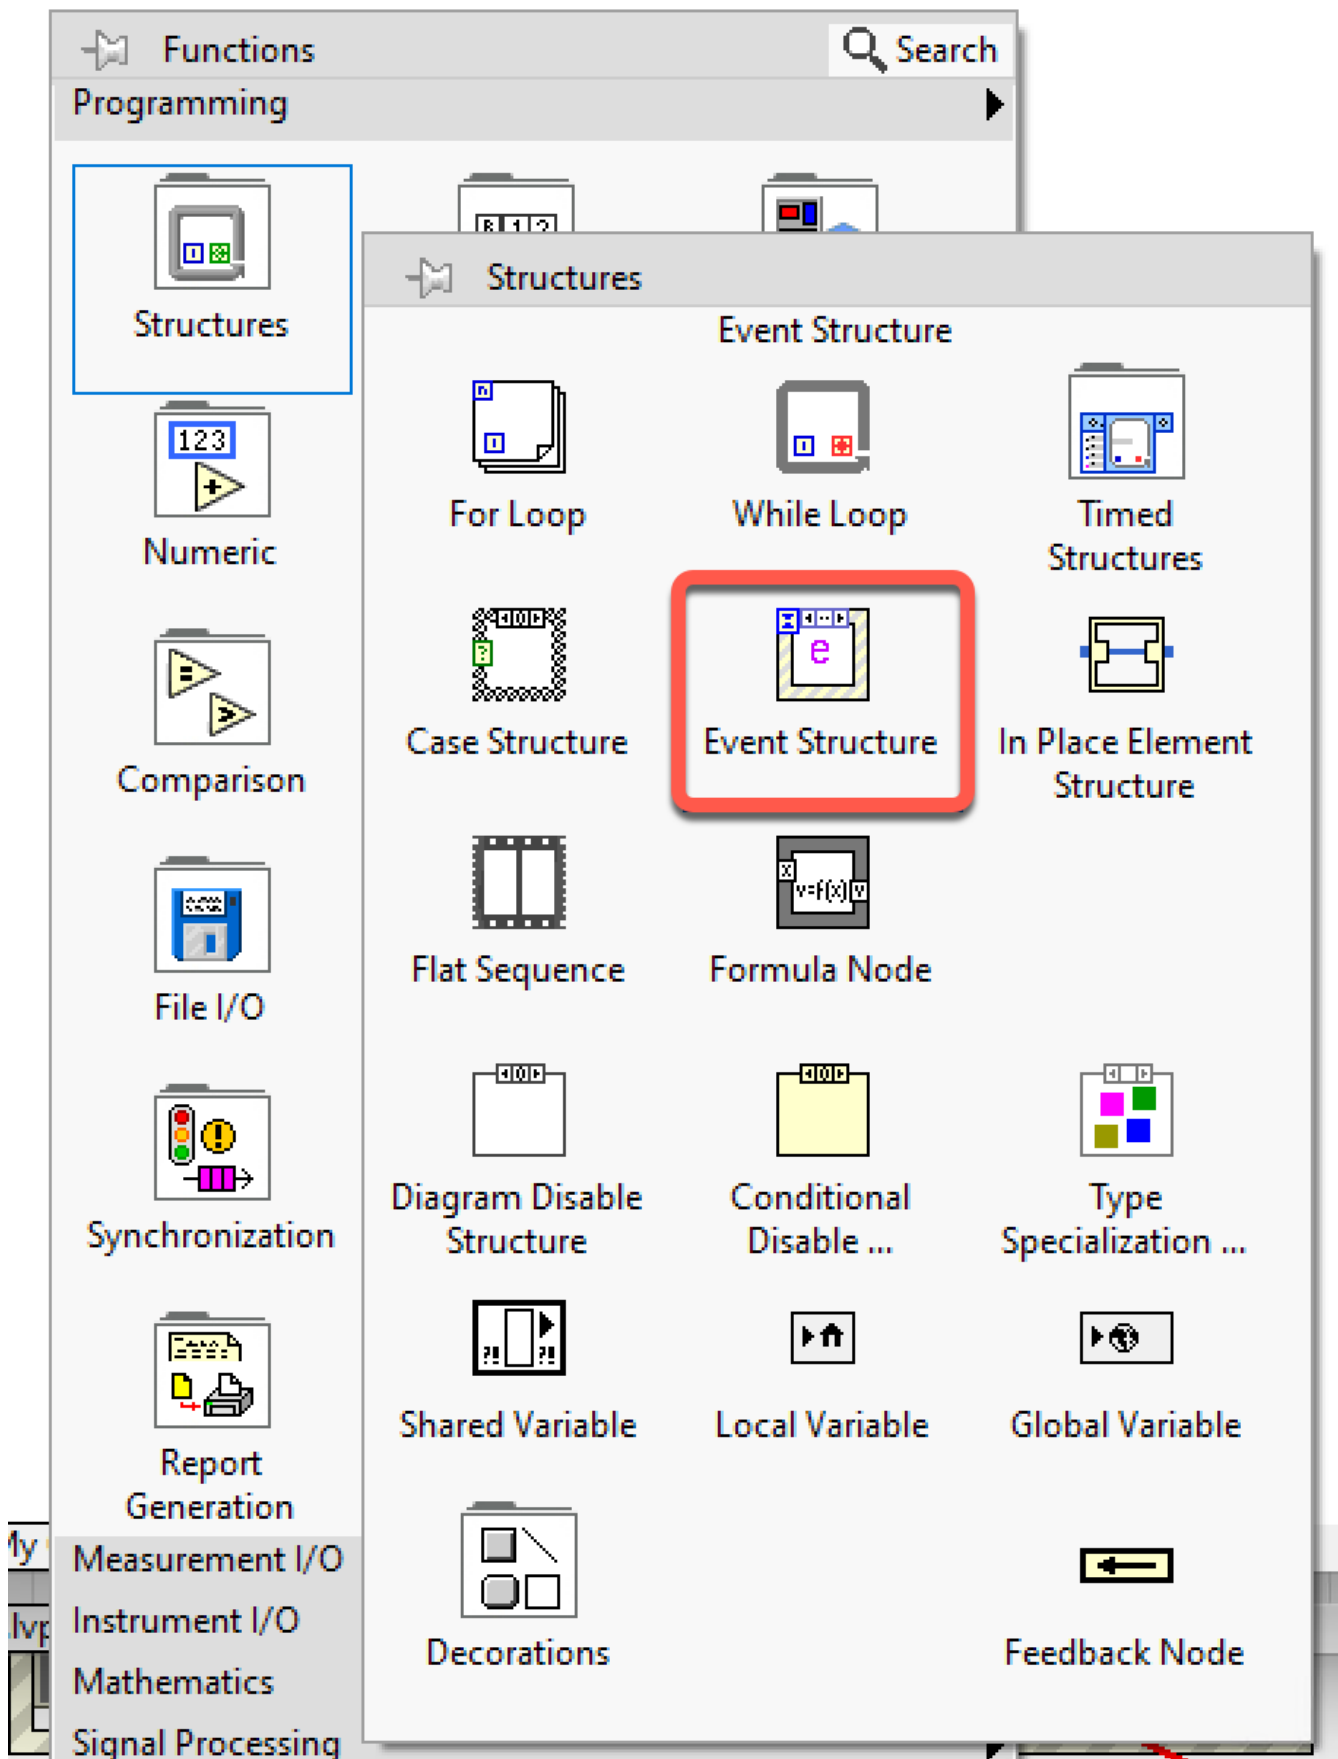 Functions
Search
Programming
Structures
Numeric
Comparison
File I/O
Synchronization
Report
Generation
Measurement I/O
Instrument I/O
Mathematics
Signal Processing
Structures
Event Structure
For Loop
While Loop
Timed
Structures
Case Structure
Event Structure
In Place Element
Structure
Flat Sequence
Formula Node
Diagram Disable
Structure
Conditional
Disable ...
Type
Specialization ...
Shared Variable
Local Variable
Global Variable
Decorations
Feedback Node
123
e